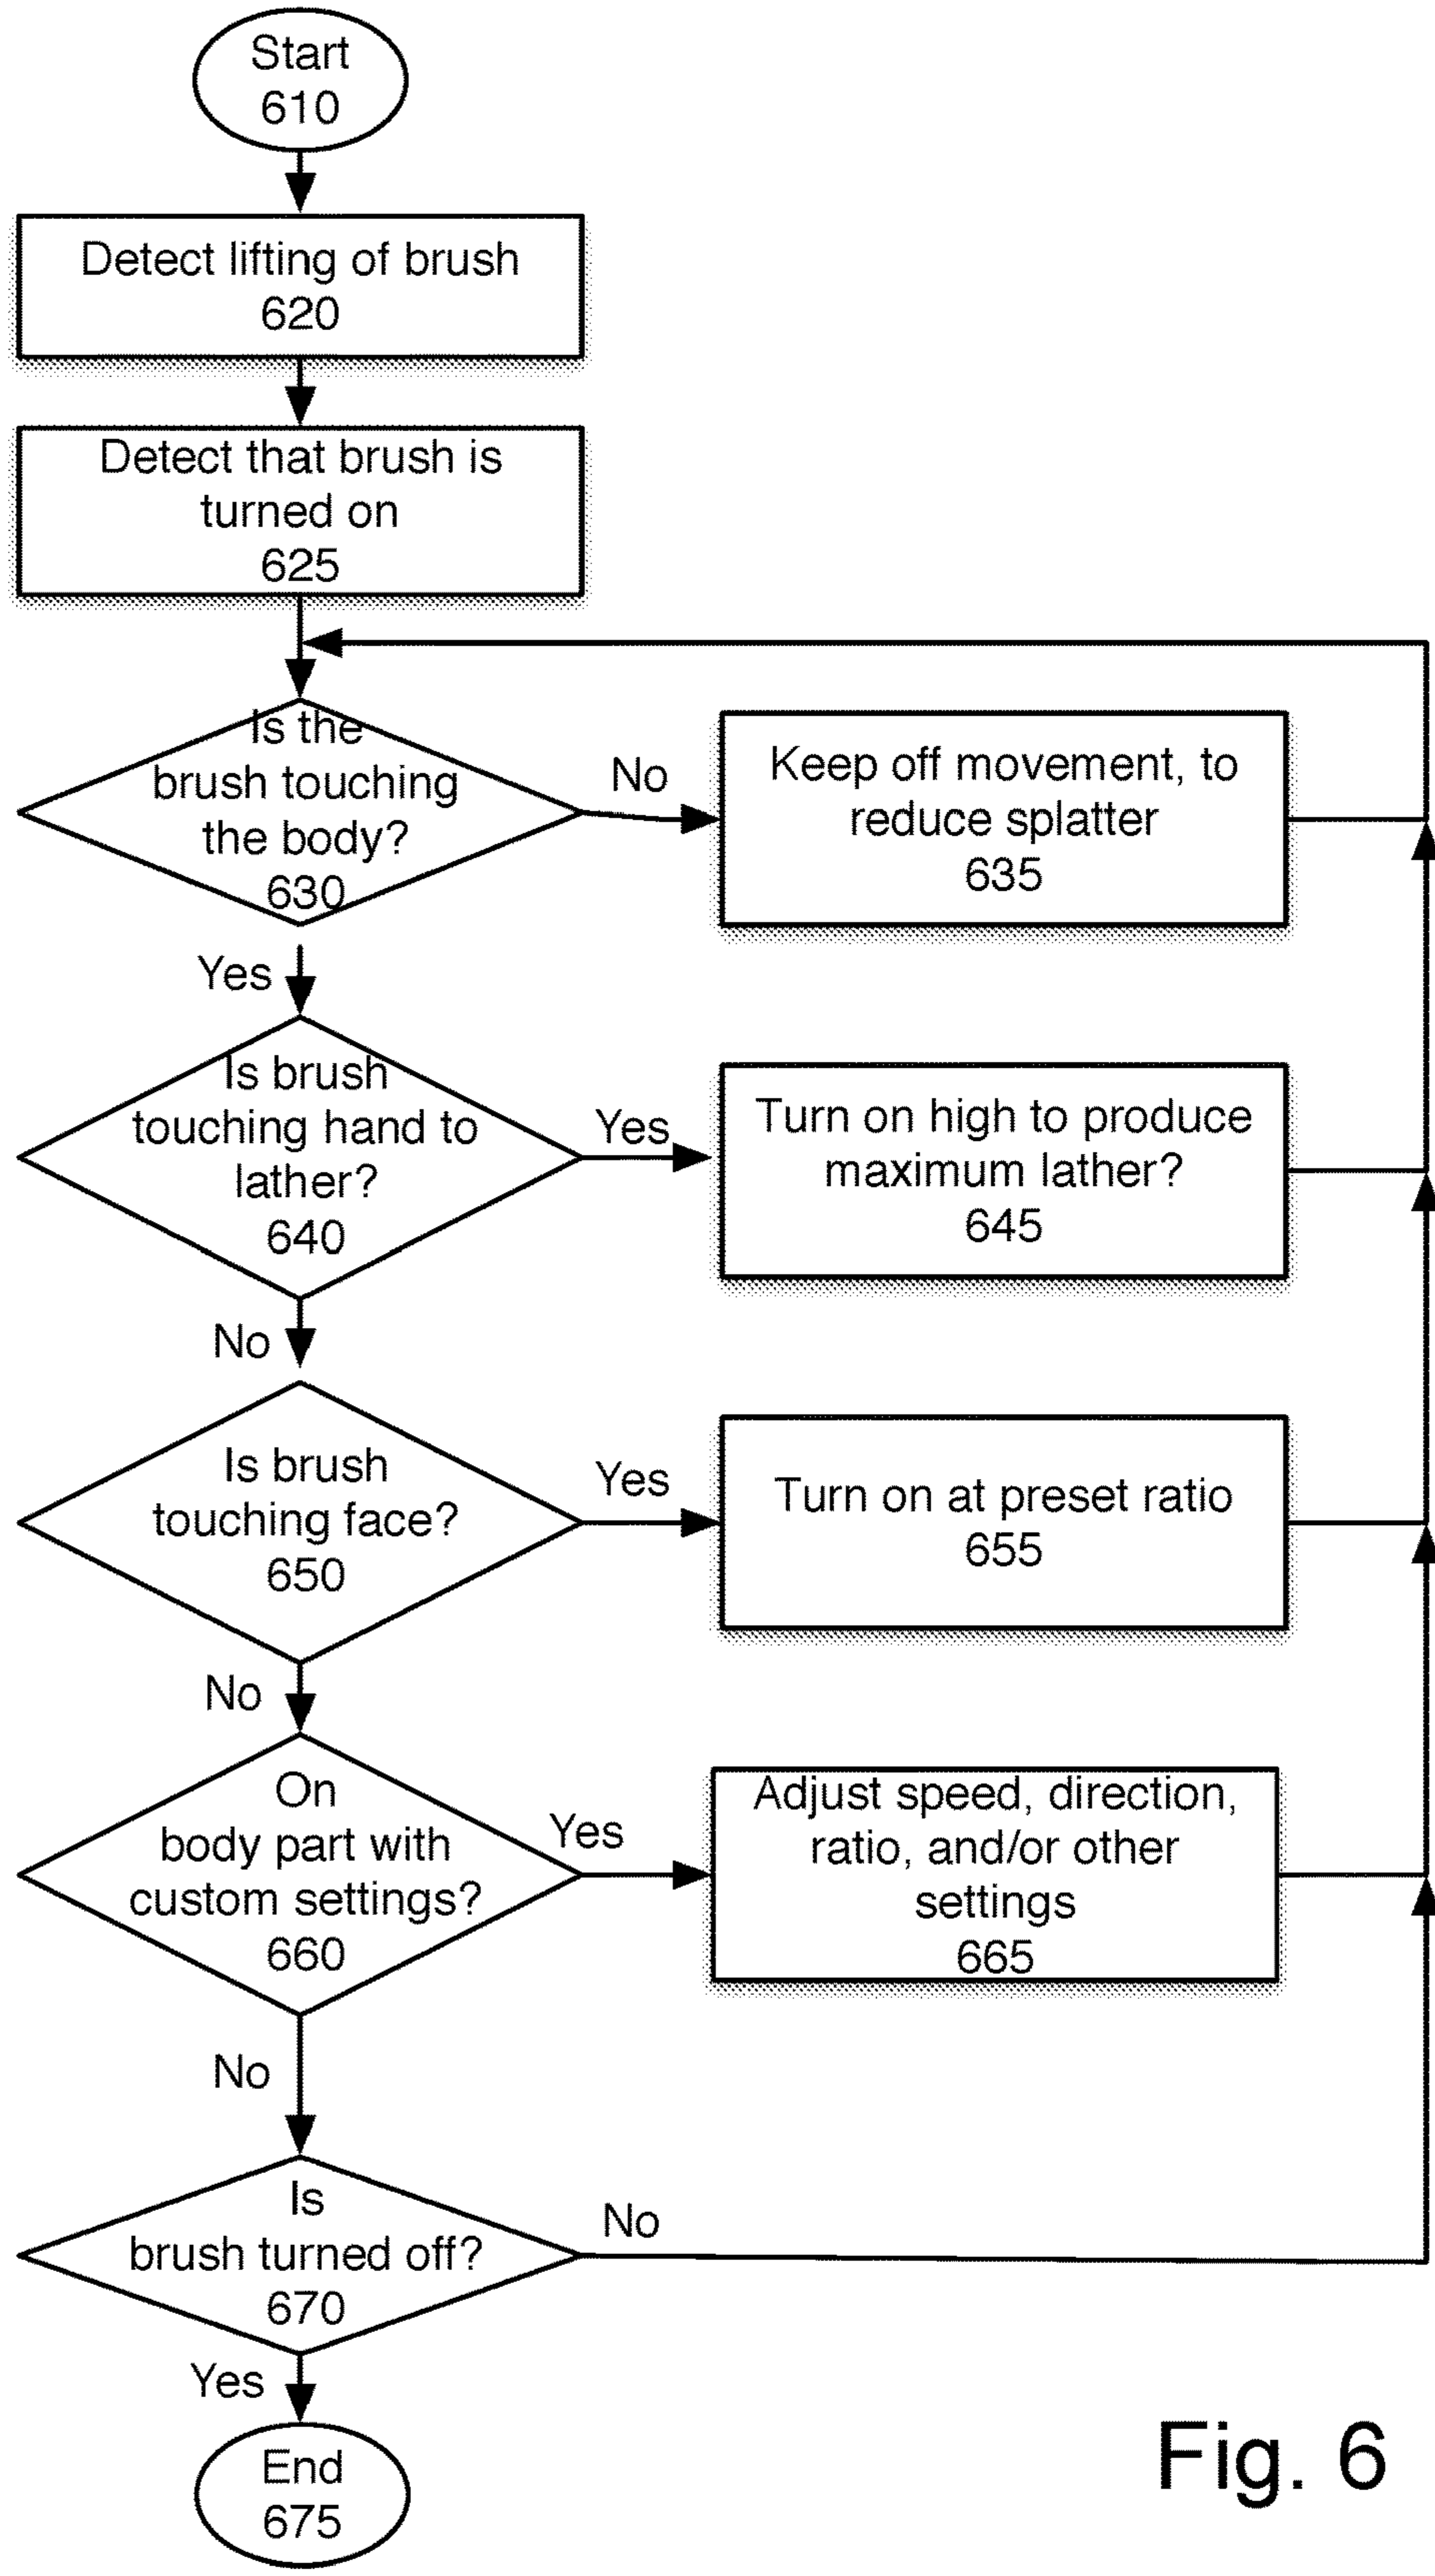 Start
610
Detect lifting of brush
620
Detect that brush is
turned on
625
Is the
brush touching
the body?
630
No
Keep off movement, to
reduce splatter
635
Yes
Is brush
touching hand to
lather?
640
Yes
Turn on high to produce
maximum lather?
645
No
Is brush
touching face?
650
Yes
Turn on at preset ratio
655
No
On
body part with
custom settings?
660
Yes
Adjust speed, direction,
ratio, and/or other
settings
665
No
Is
brush turned off?
670
No
Yes
End
675
Fig. 6